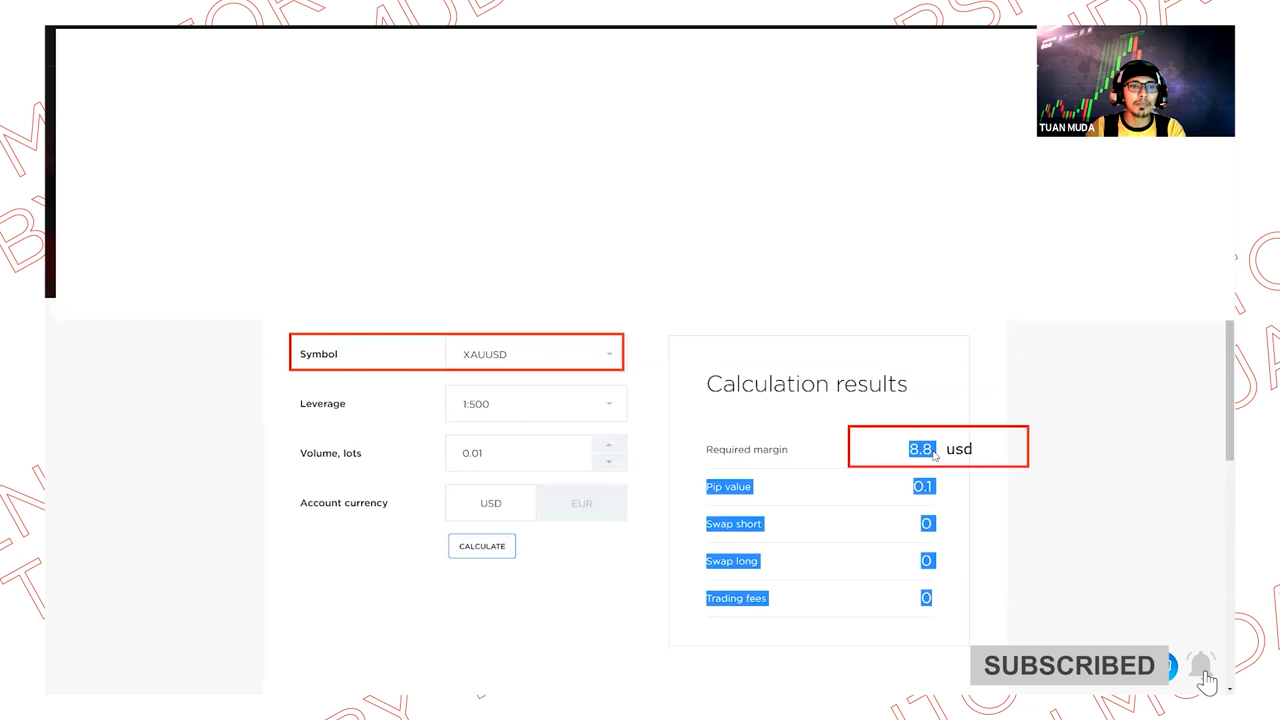 TUAN MUDA
Symbol XAUUSD
Leverage 1:500
Volume, lots 0.01
Account currency USD EUR
CALCULATE
Calculation results
Required margin 8.8 usd
Pip value 0.1
Swap short 0
Swap long 0
Trading fees 0
SUBSCRIBED